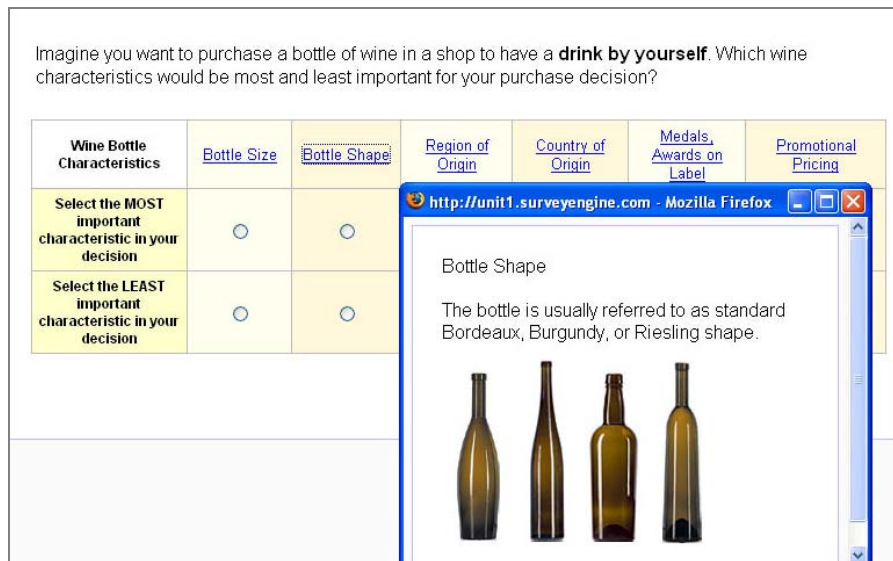 Imagine you want to purchase a bottle of wine in a shop to have a drink by yourself. Which wine
characteristics would be most and least important for your purchase decision?
Wine Bottle
Characteristics
Bottle Size
Bottle Shape
Region of
Origin
Country of
Origin
Medals,
Awards on
Label
Promotional
Pricing
Select the MOST
important
characteristic in your
decision
Select the LEAST
important
characteristic in your
decision
http://unit1.surveyengine.com - Mozilla Firefox
Bottle Shape
The bottle is usually referred to as standard
Bordeaux, Burgundy, or Riesling shape.